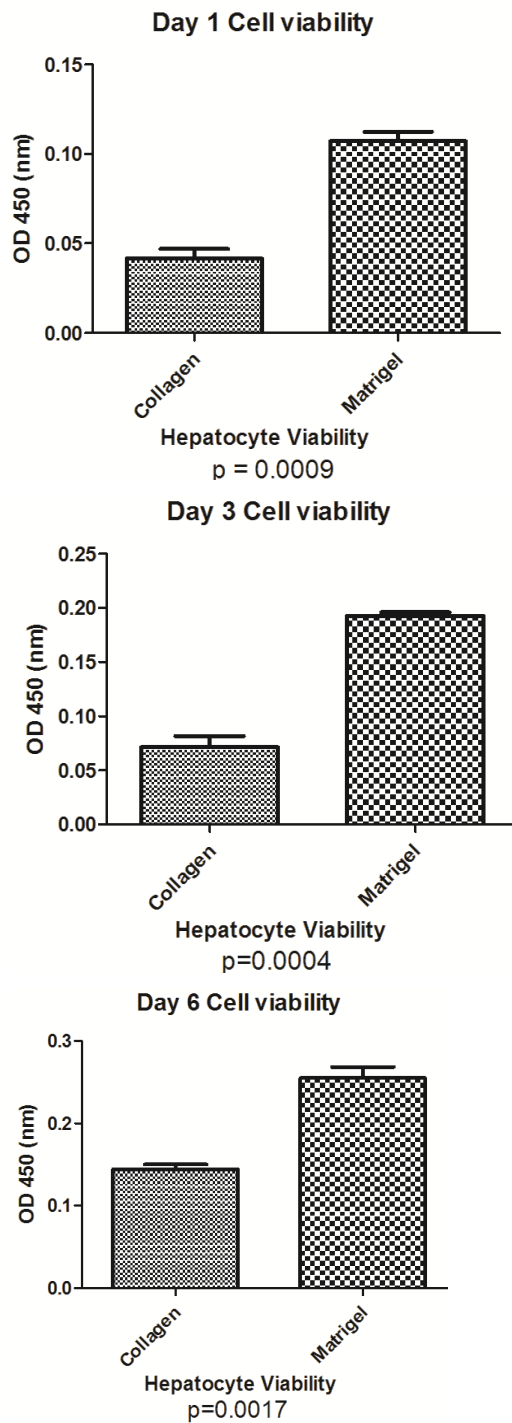 Day 1 Cell viability
0.15
0.10
0.05
0.00
OD 450 (nm)
Collagen
Matrigel
Hepatocyte Viability
p = 0.0009
Day 3 Cell viability
0.25
0.20
0.15
0.10
0.05
0.00
OD 450 (nm)
Collagen
Matrigel
Hepatocyte Viability
p=0.0004
Day 6 Cell viability
0.3
0.2
0.1
0.0
OD 450 (nm)
Collagen
Matrigel
Hepatocyte Viability
p=0.0017